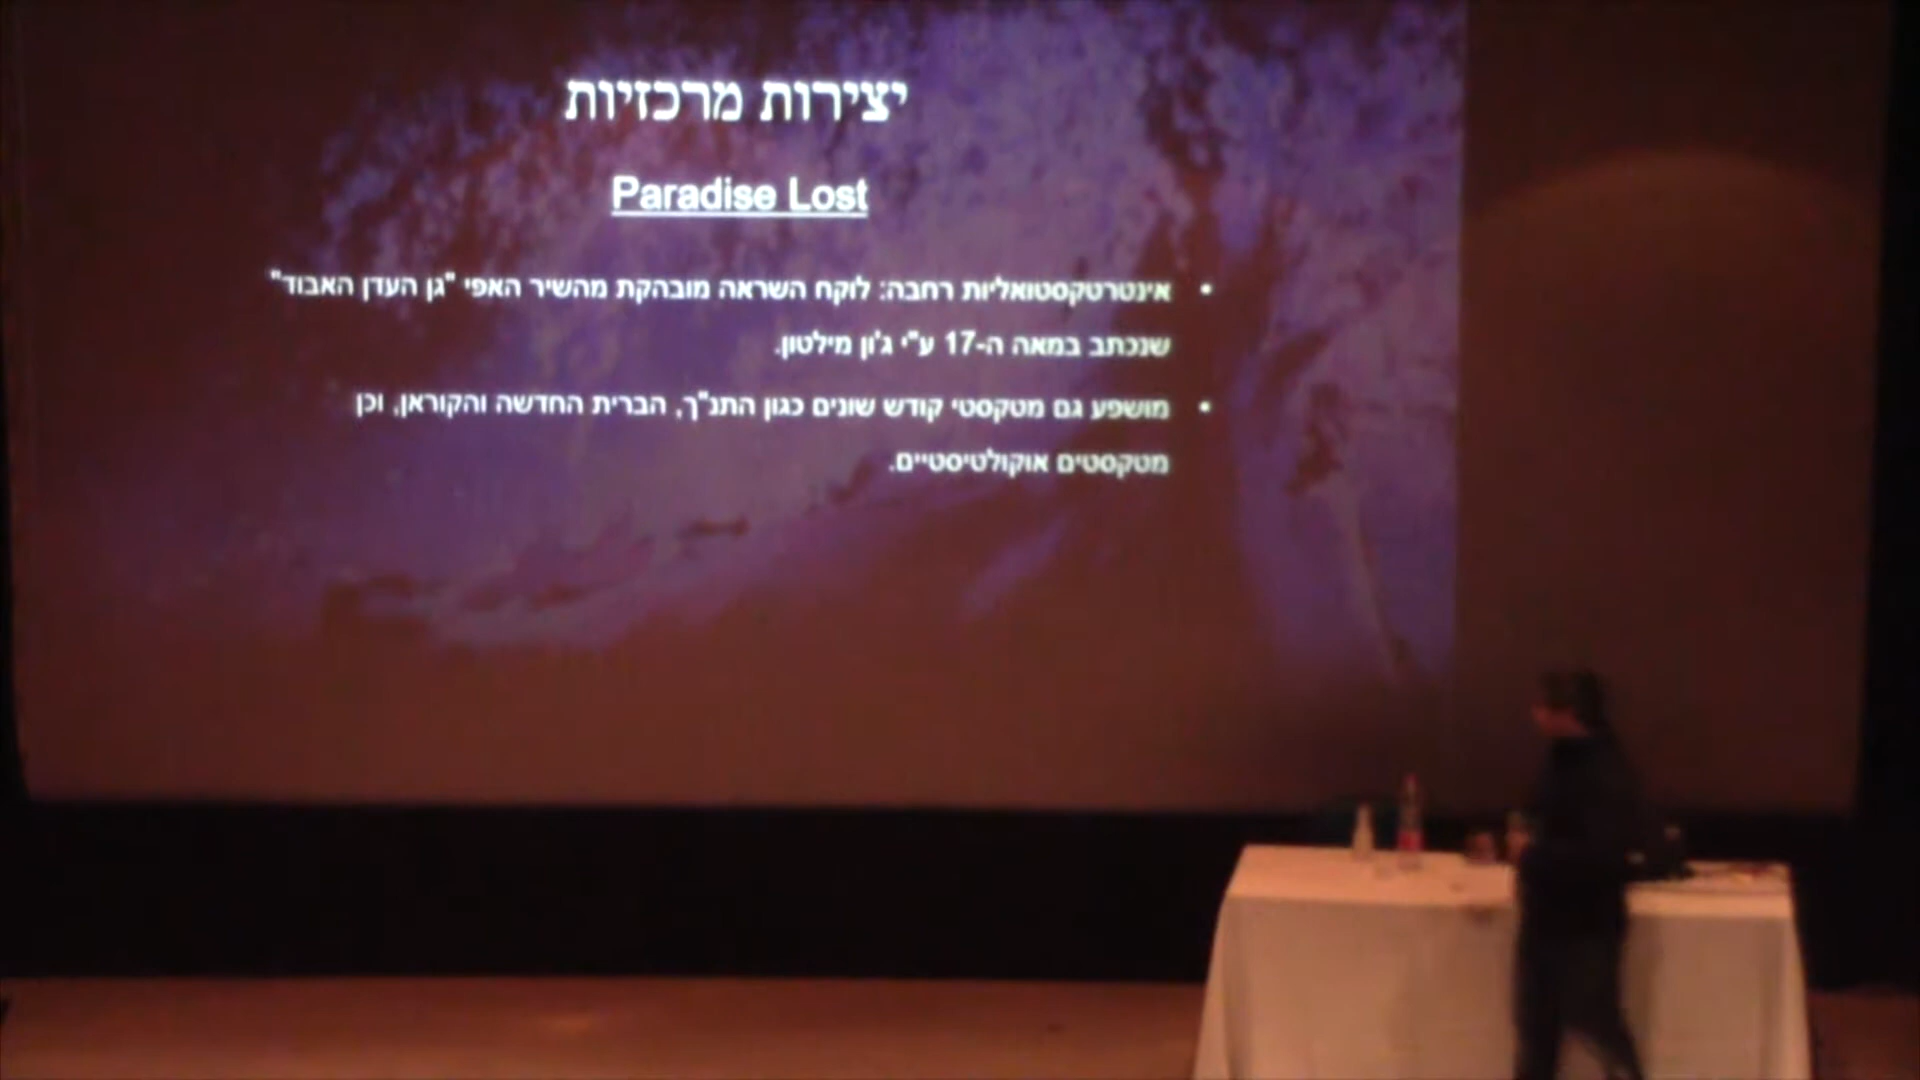 יצירות מרכזיות
Paradise Lost
• אינטרטקסטואליות רחבה: לוקח השראה מובהקת מהשיר האפי "גן העדן האבוד"
שנכתב במאה ה-17 ע"י ג'ון מילטון.
• מושפע גם מטקסטי קודש שונים כגון התנ"ך, הברית החדשה והקוראן, וכן
מטקסטים אוקולטיסטיים.